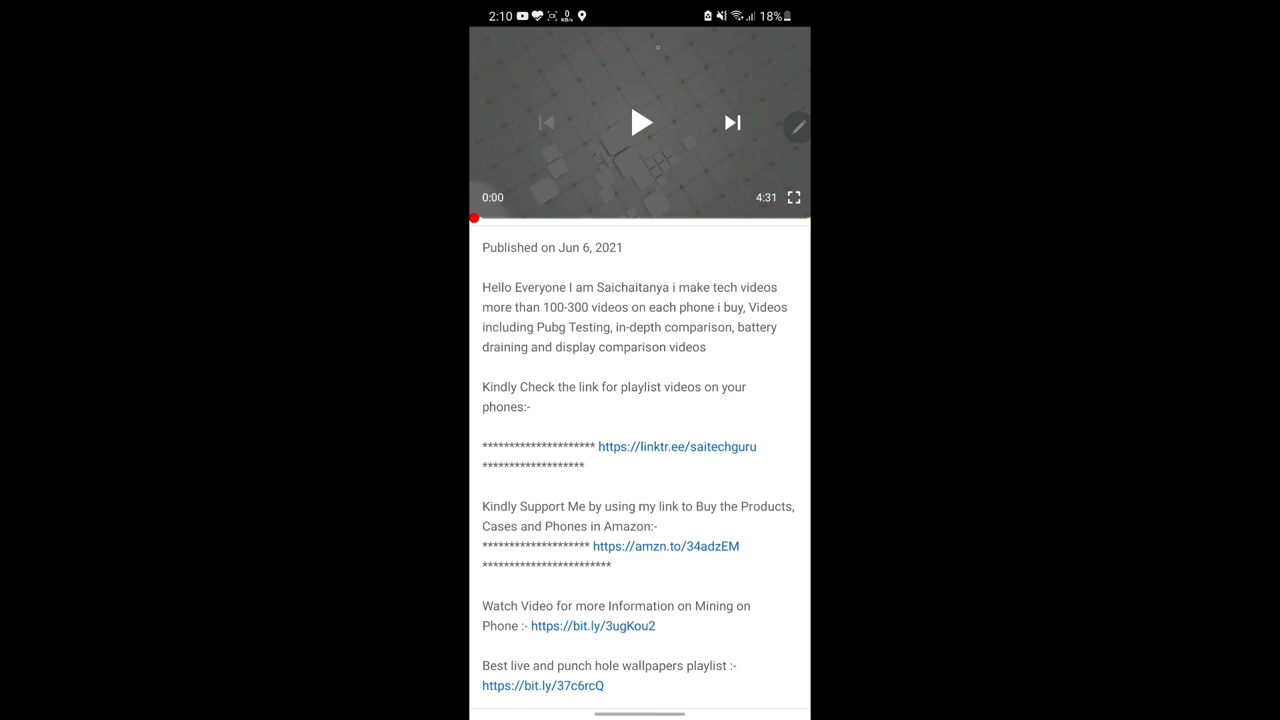 2:10 0 KB/s 18%
0:00 4:31
Published on Jun 6, 2021
Hello Everyone I am Saichaitanya i make tech videos
more than 100-300 videos on each phone i buy, Videos
including Pubg Testing, in-depth comparison, battery
draining and display comparison videos
Kindly Check the link for playlist videos on your
phones:-
********************* https://linktr.ee/saitechguru
*******************
Kindly Support Me by using my link to Buy the Products,
Cases and Phones in Amazon:-
******************** https://amzn.to/34adzEM
************************
Watch Video for more Information on Mining on
Phone :- https://bit.ly/3ugKou2
Best live and punch hole wallpapers playlist :-
https://bit.ly/37c6rcQ